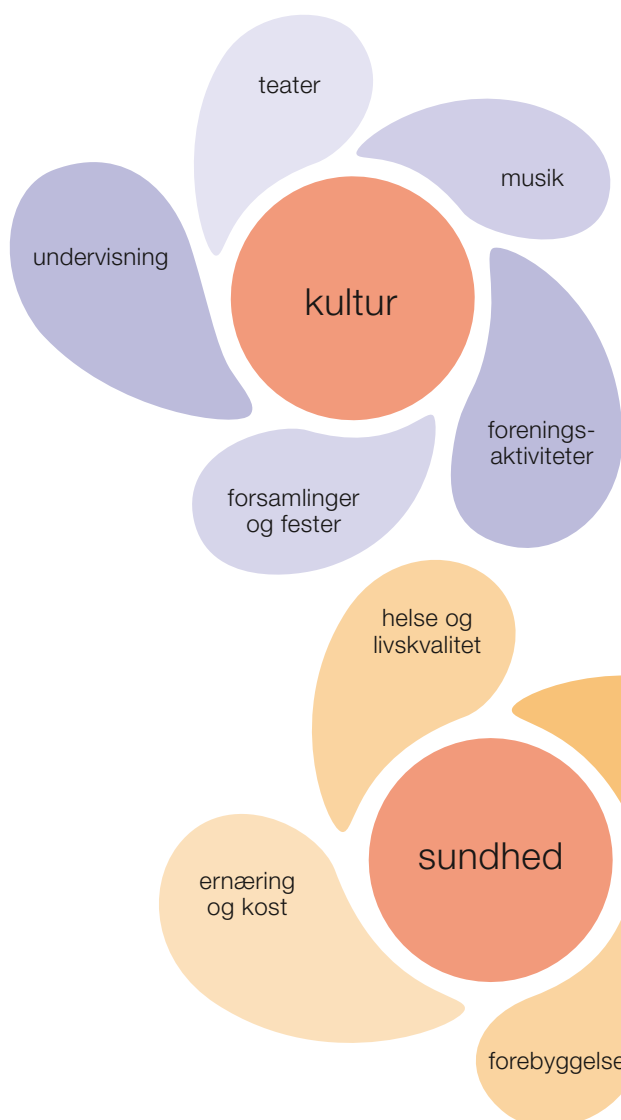 teater
musik
undervisning
kultur
forenings-
aktiviteter
forsamlinger
og fester
helse og
livskvalitet
sundhed
ernæring
og kost
forebyggelse